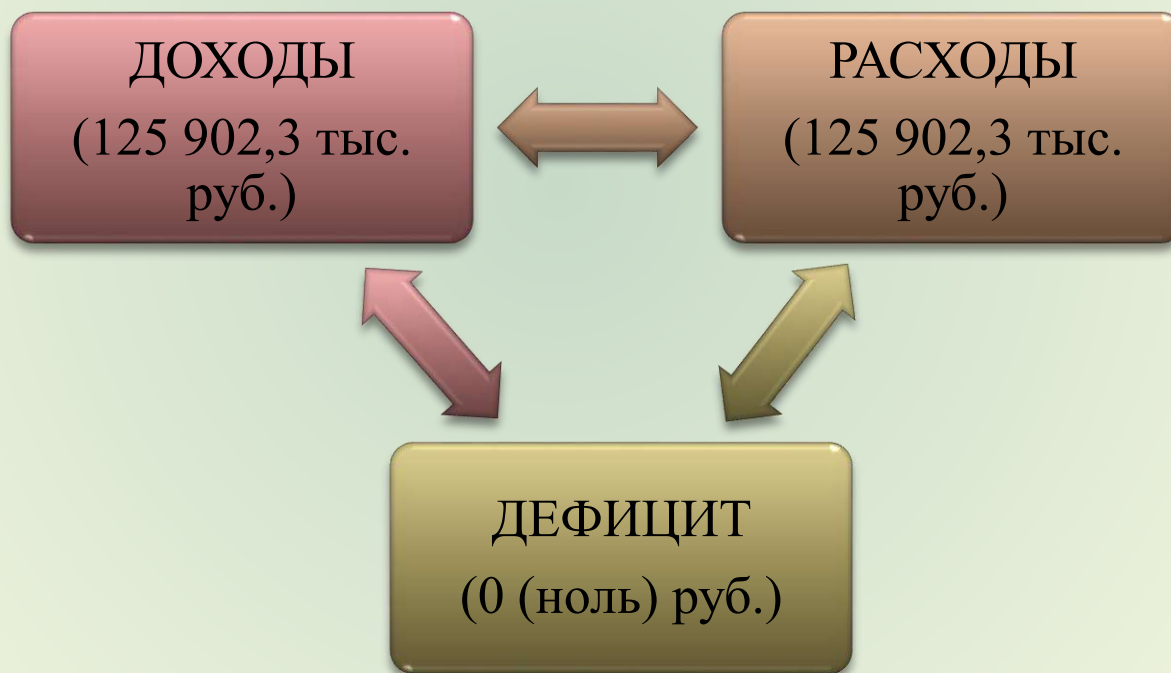 ДОХОДЫ
(125 902,3 тыс.
руб.)
РАСХОДЫ
(125 902,3 тыс.
руб.)
ДЕФИЦИТ
(0 (ноль) руб.)